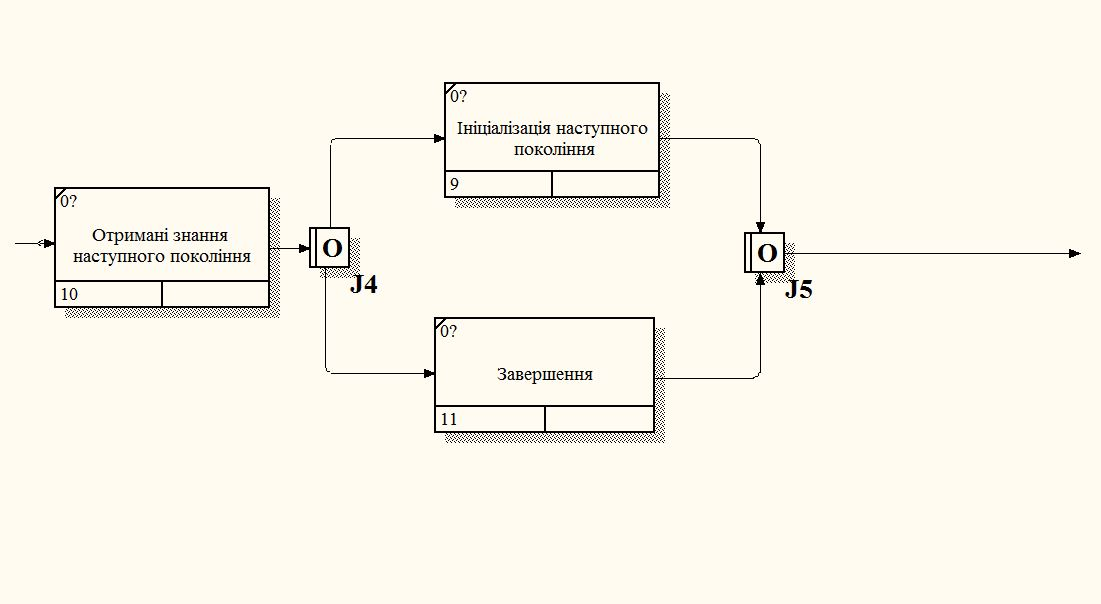 0?
Ініціалізація наступного
покоління
9
0?
Отримані знання
наступного покоління
10
O
J4
O
J5
0?
Завершення
11